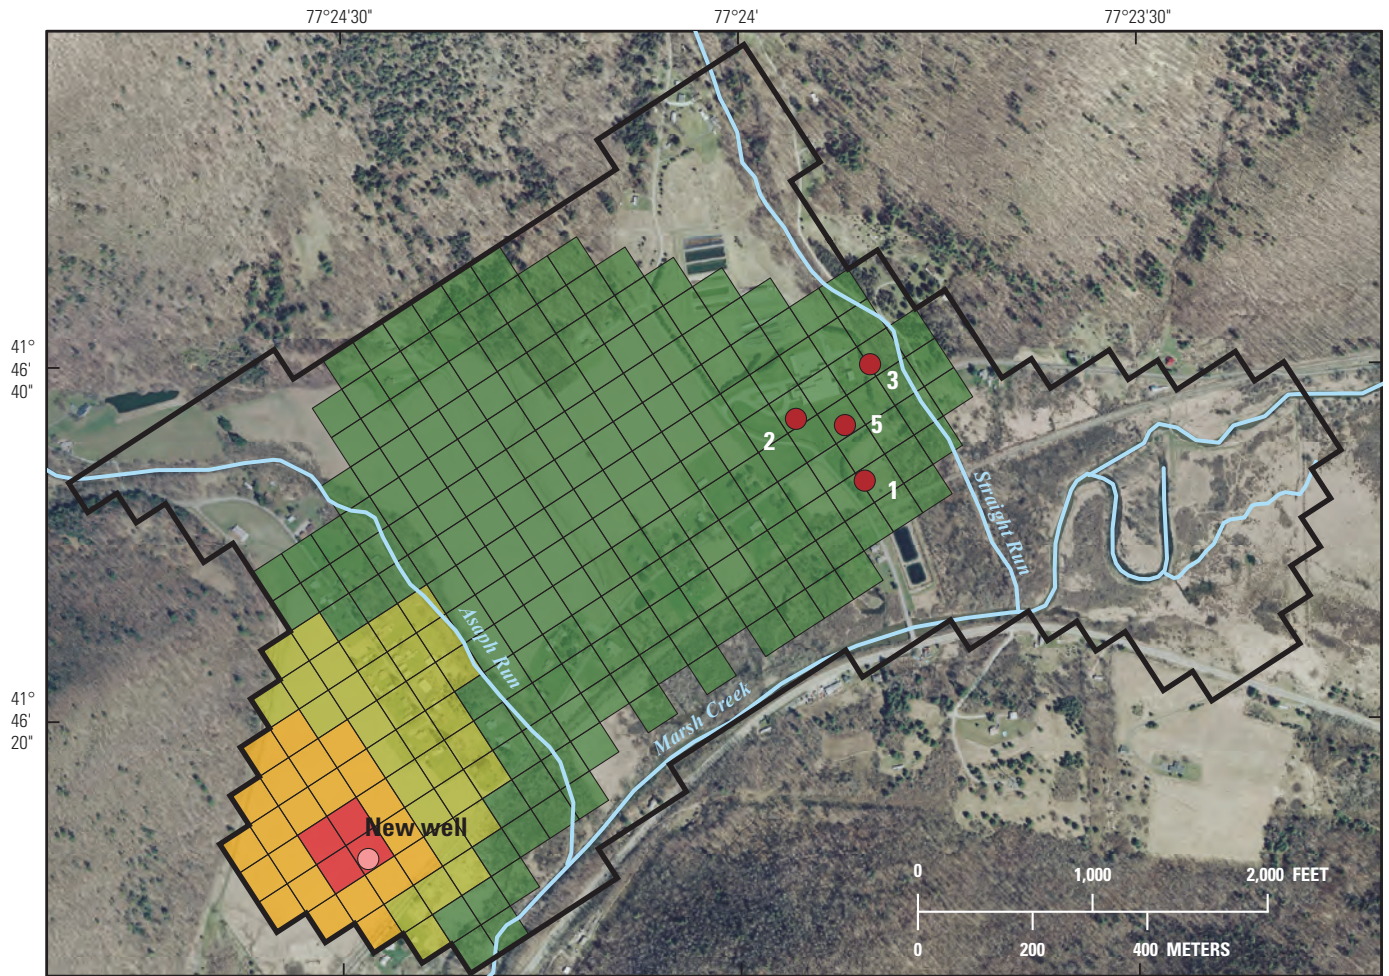 77°24'30"
77°24'
77°23'30"
41°
46'
40"
3
2
5
1
Straight Run
Asaph Run
41°
46'
20"
Marsh Creek
New well
0
1,000
2,000 FEET
0
200
400 METERS